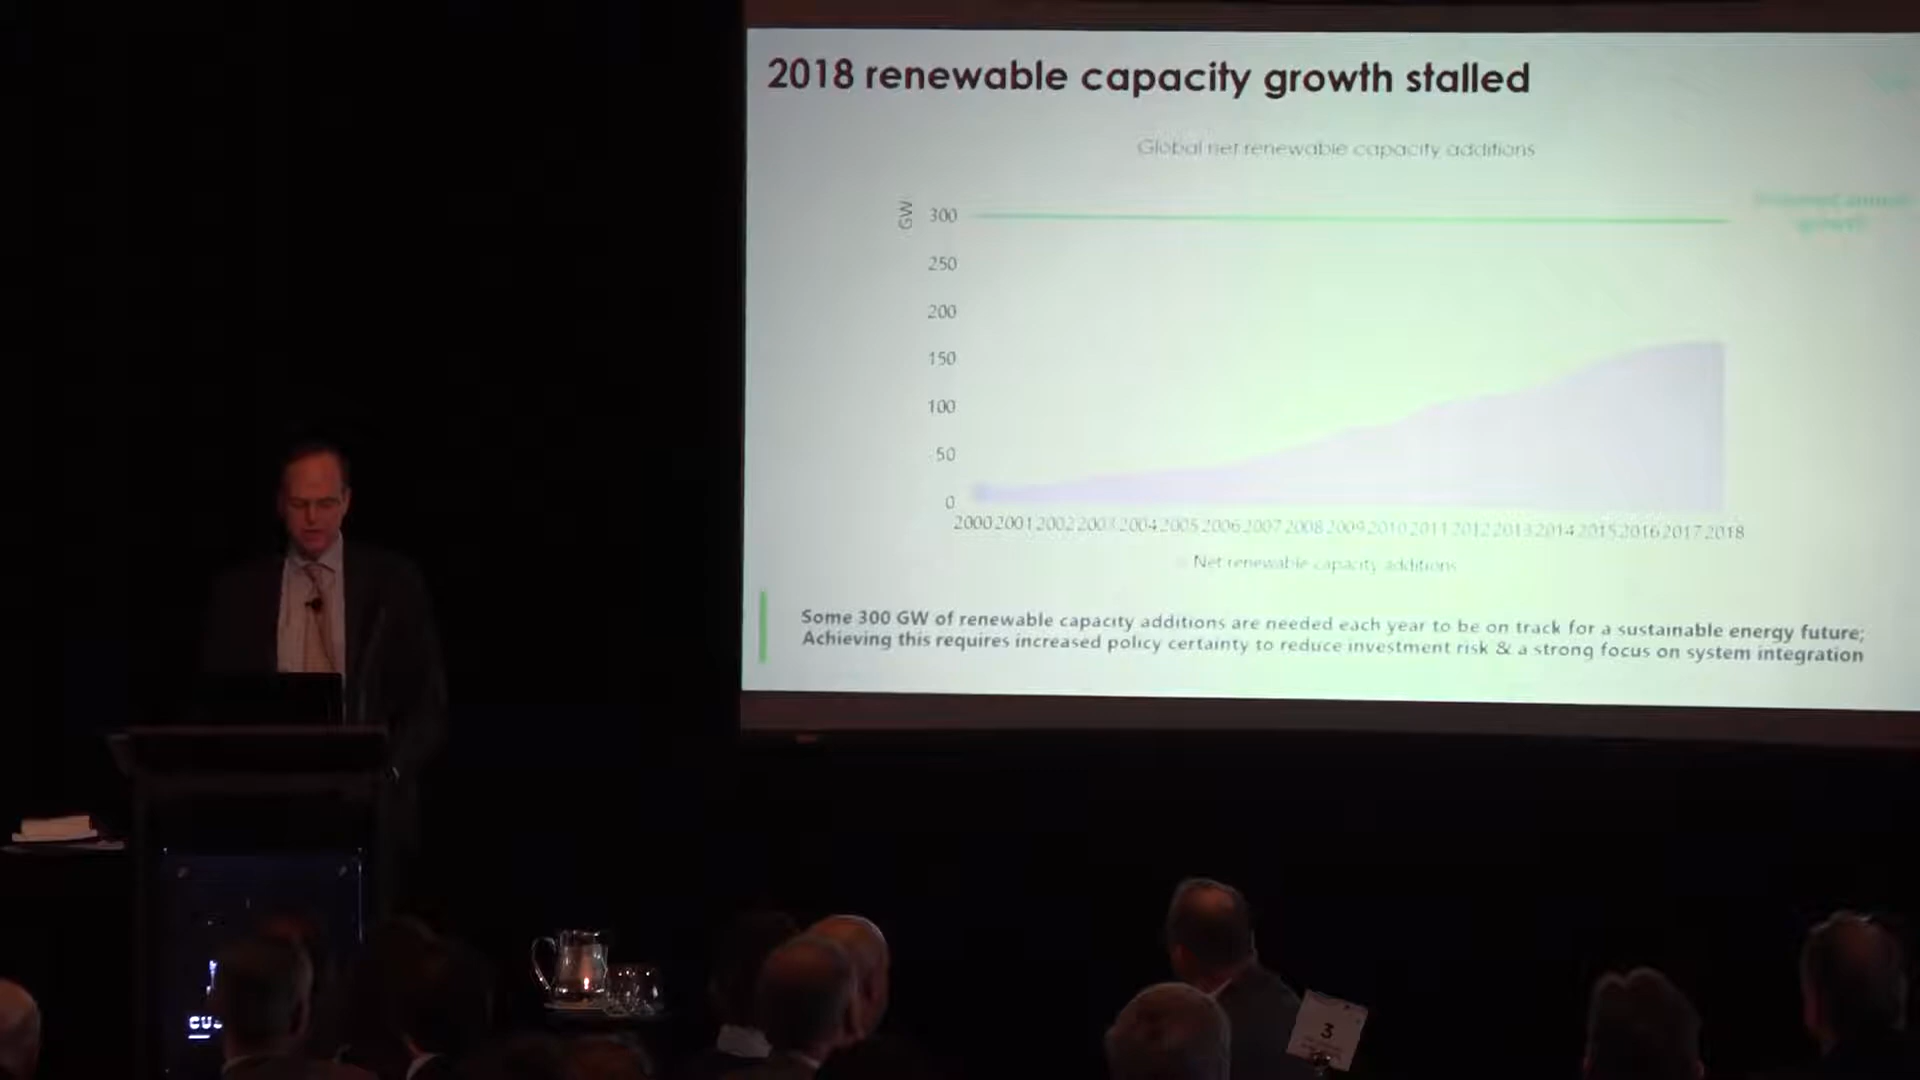 2018 renewable capacity growth stalled
Global net renewable capacity additions
GW
300
250
200
150
100
50
0
2000 2001 2002 2003 2004 2005 2006 2007 2008 2009 2010 2011 2012 2013 2014 2015 2016 2017 2018
Net renewable capacity additions
Some 300 GW of renewable capacity additions are needed each year to be on track for a sustainable energy future;
Achieving this requires increased policy certainty to reduce investment risk & a strong focus on system integration
3